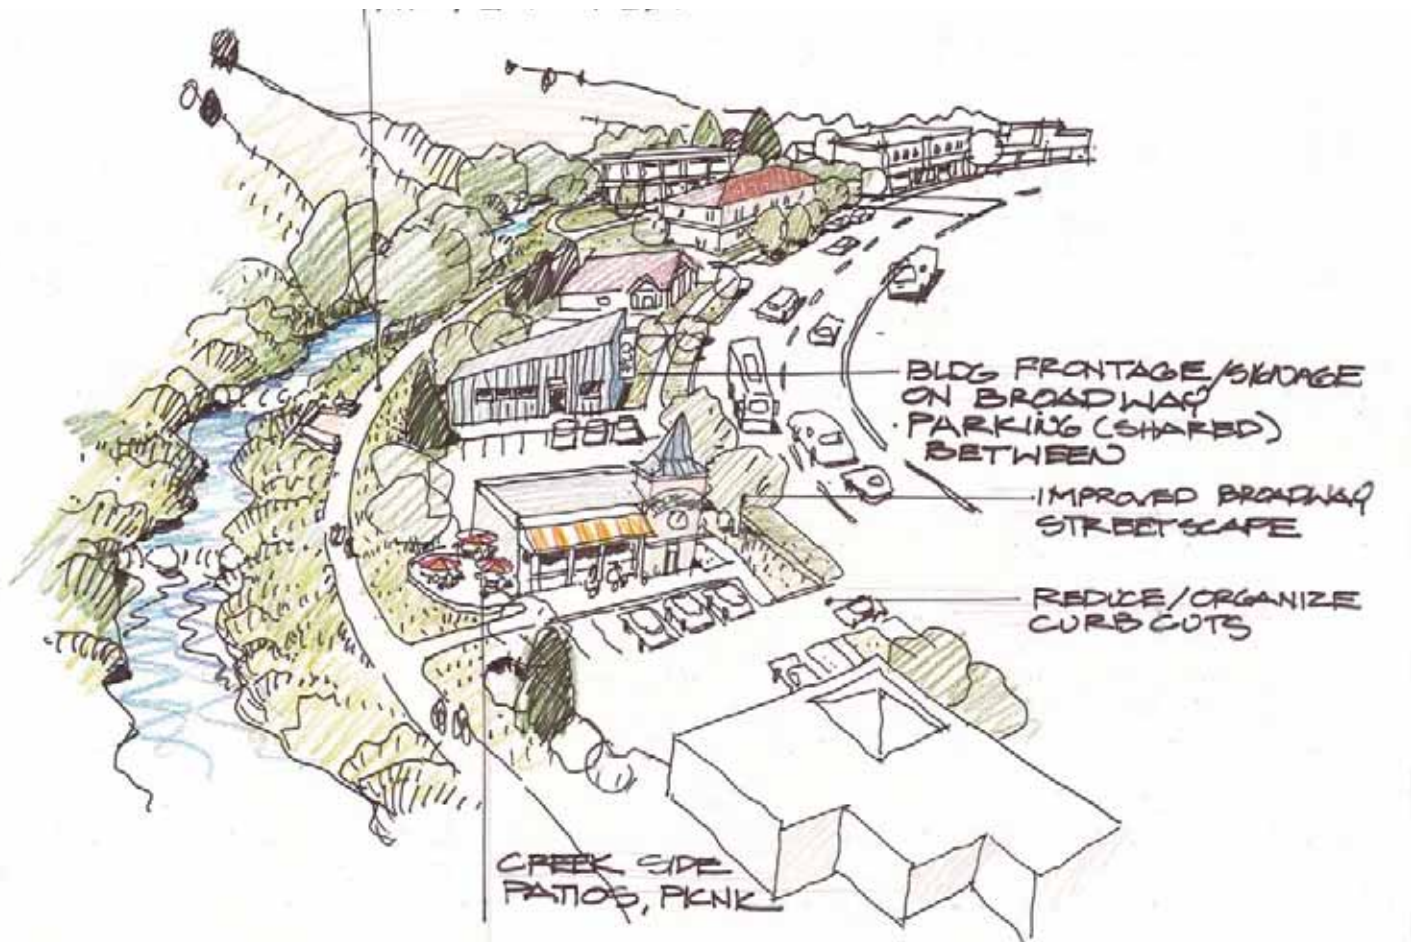 BLDG FRONTAGE/SIGNAGE
ON BROADWAY
PARKING (SHARED)
BETWEEN
IMPROVED BROADWAY
STREETSCAPE
REDUCE/ORGANIZE
CURB CUTS
CREEK SIDE
PATIOS, PICNIC